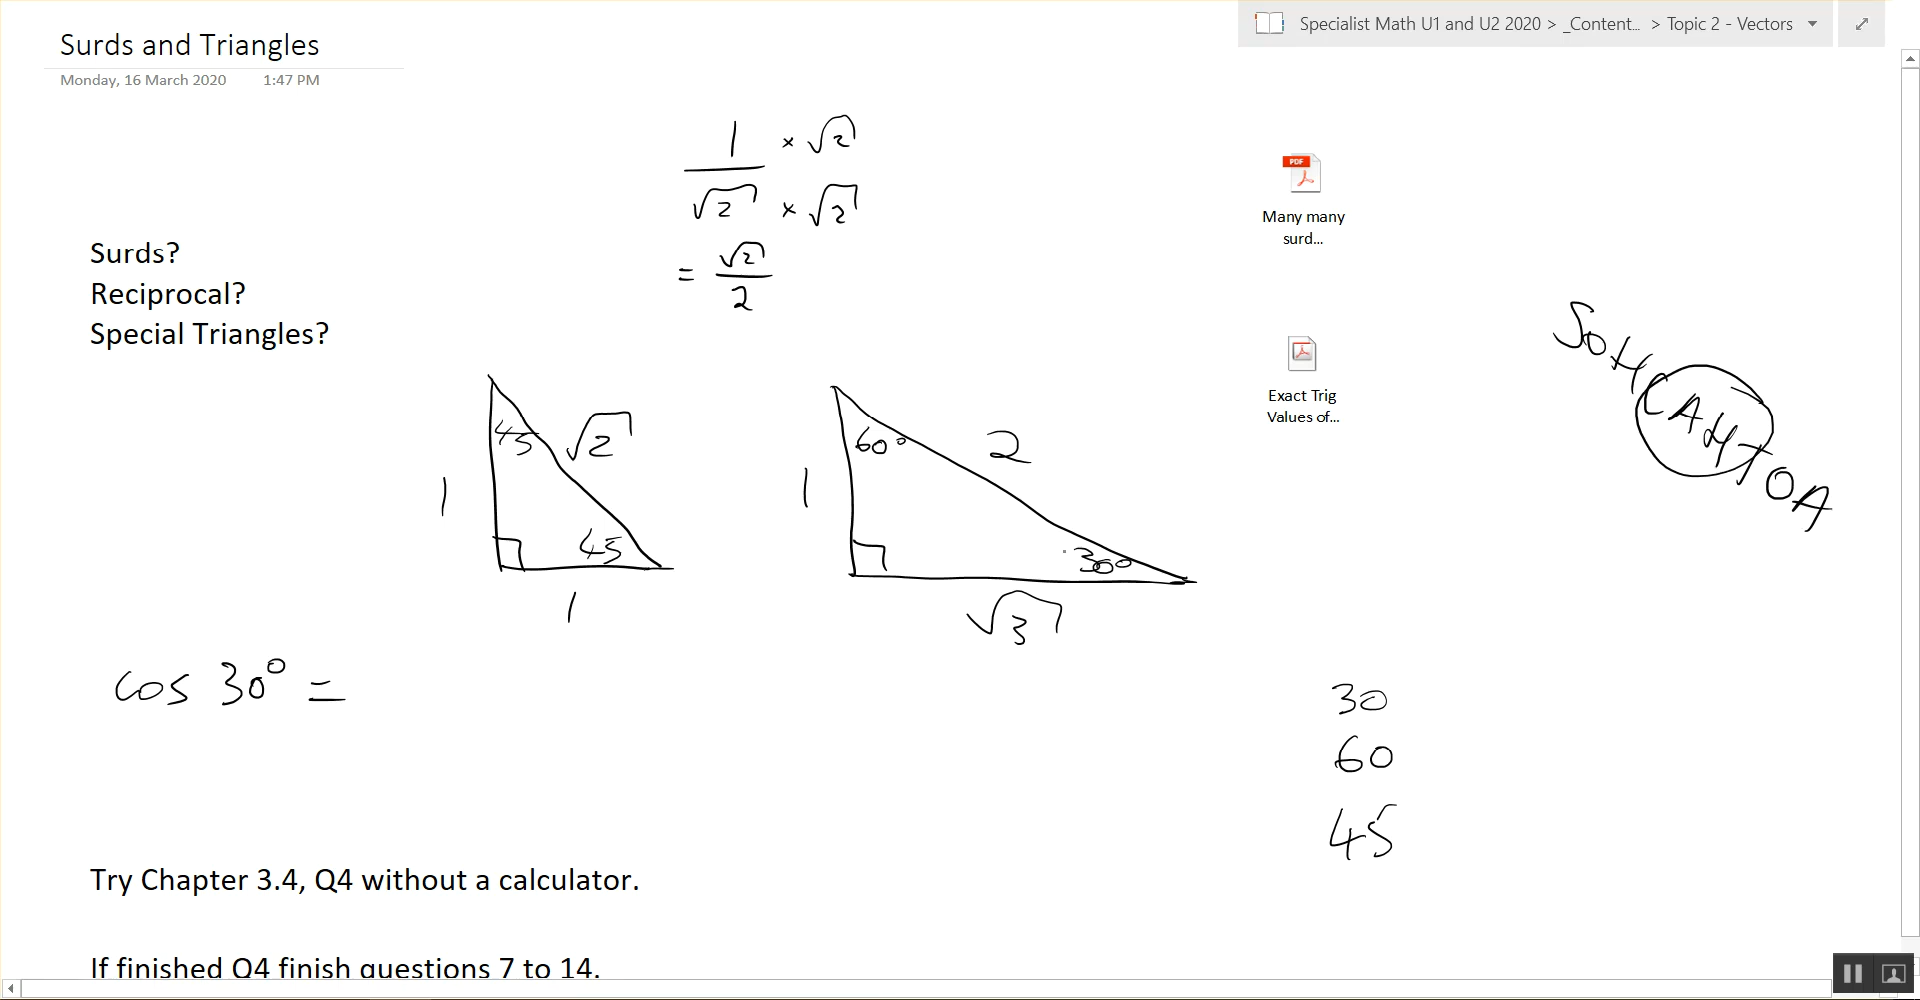 Specialist Math U1 and U2 2020 > _Content... > Topic 2 - Vectors
Surds and Triangles
Monday, 16 March 2020 1:47 PM
1 × √2
√2 × √2
= √2
2
PDF
Many many
surd...
Surds?
Reciprocal?
Special Triangles?
Exact Trig
Values of...
SOHCAHTOA
45 √2
1
45
1
60° 2
1
30°
√3
cos 30° =
30
60
45
Try Chapter 3.4, Q4 without a calculator.
If finished Q4 finish questions 7 to 14.